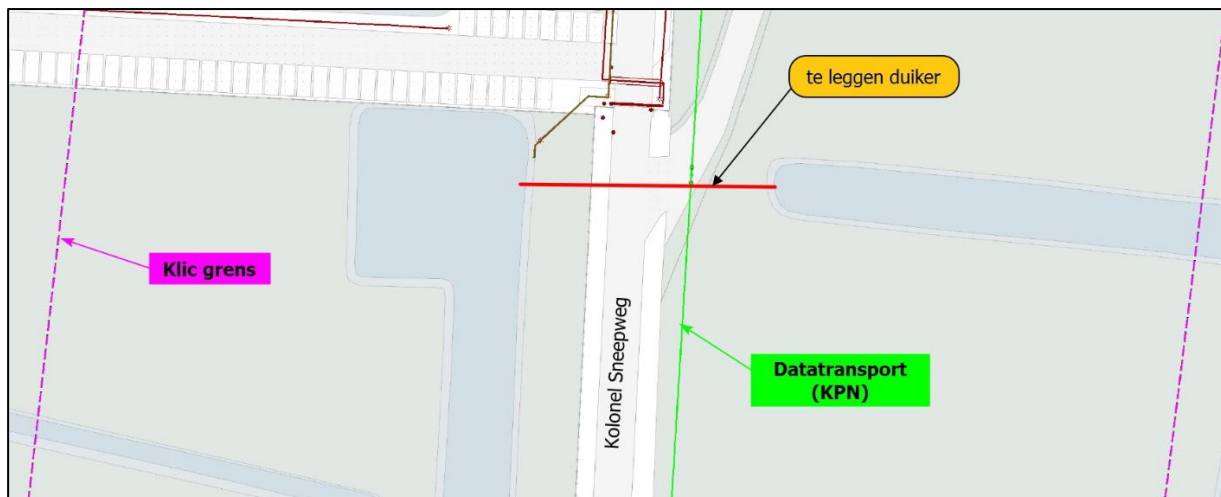 te leggen duiker
Klic grens
Kolonel Sneepweg
Datatransport
(KPN)